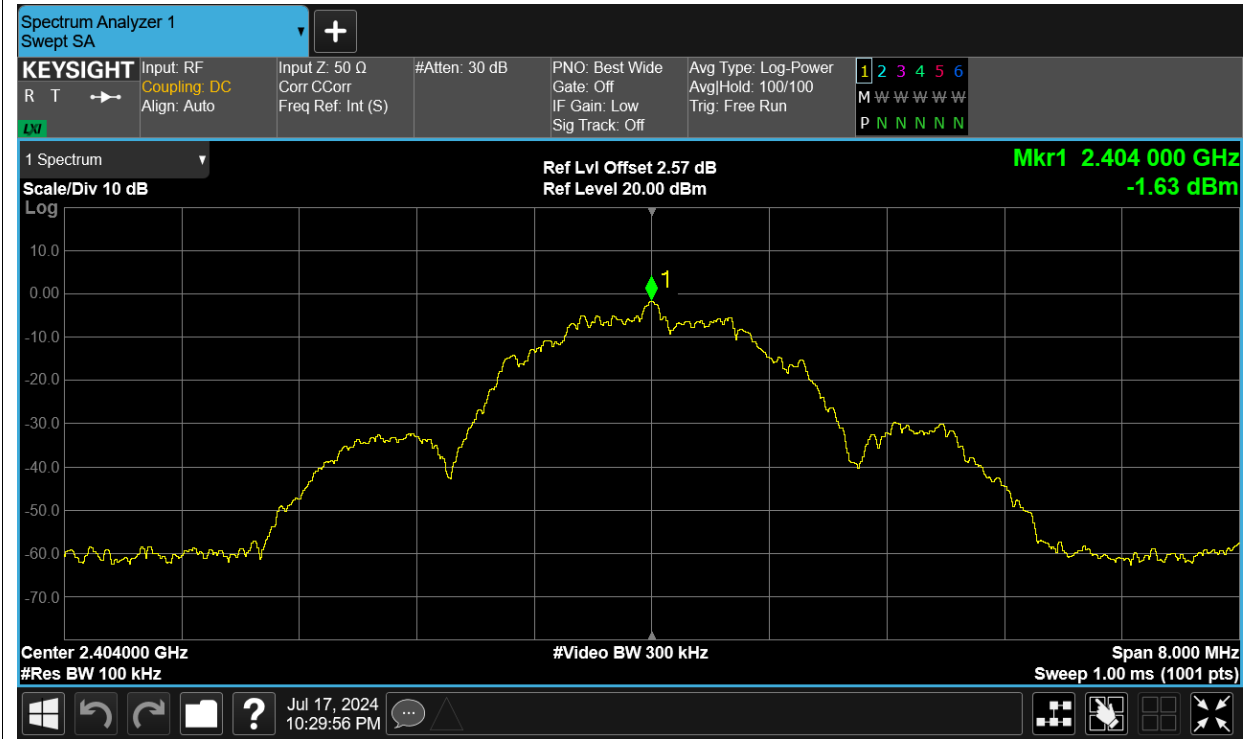 Spectrum Analyzer 1
Swept SA
KEYSIGHT
R T
LXI
Input: RF
Coupling: DC
Align: Auto
Input Z: 50 Ω
Corr CCorr
Freq Ref: Int (S)
#Atten: 30 dB
PNO: Best Wide
Gate: Off
IF Gain: Low
Sig Track: Off
Avg Type: Log-Power
Avg|Hold: 100/100
Trig: Free Run
1 2 3 4 5 6
M W W W W W
P N N N N N
1 Spectrum
Scale/Div 10 dB
Log
Ref Lvl Offset 2.57 dB
Ref Level 20.00 dBm
Mkr1 2.404 000 GHz
-1.63 dBm
1
10.0
0.00
-10.0
-20.0
-30.0
-40.0
-50.0
-60.0
-70.0
Center 2.404000 GHz
#Res BW 100 kHz
#Video BW 300 kHz
Span 8.000 MHz
Sweep 1.00 ms (1001 pts)
?
Jul 17, 2024
10:29:56 PM